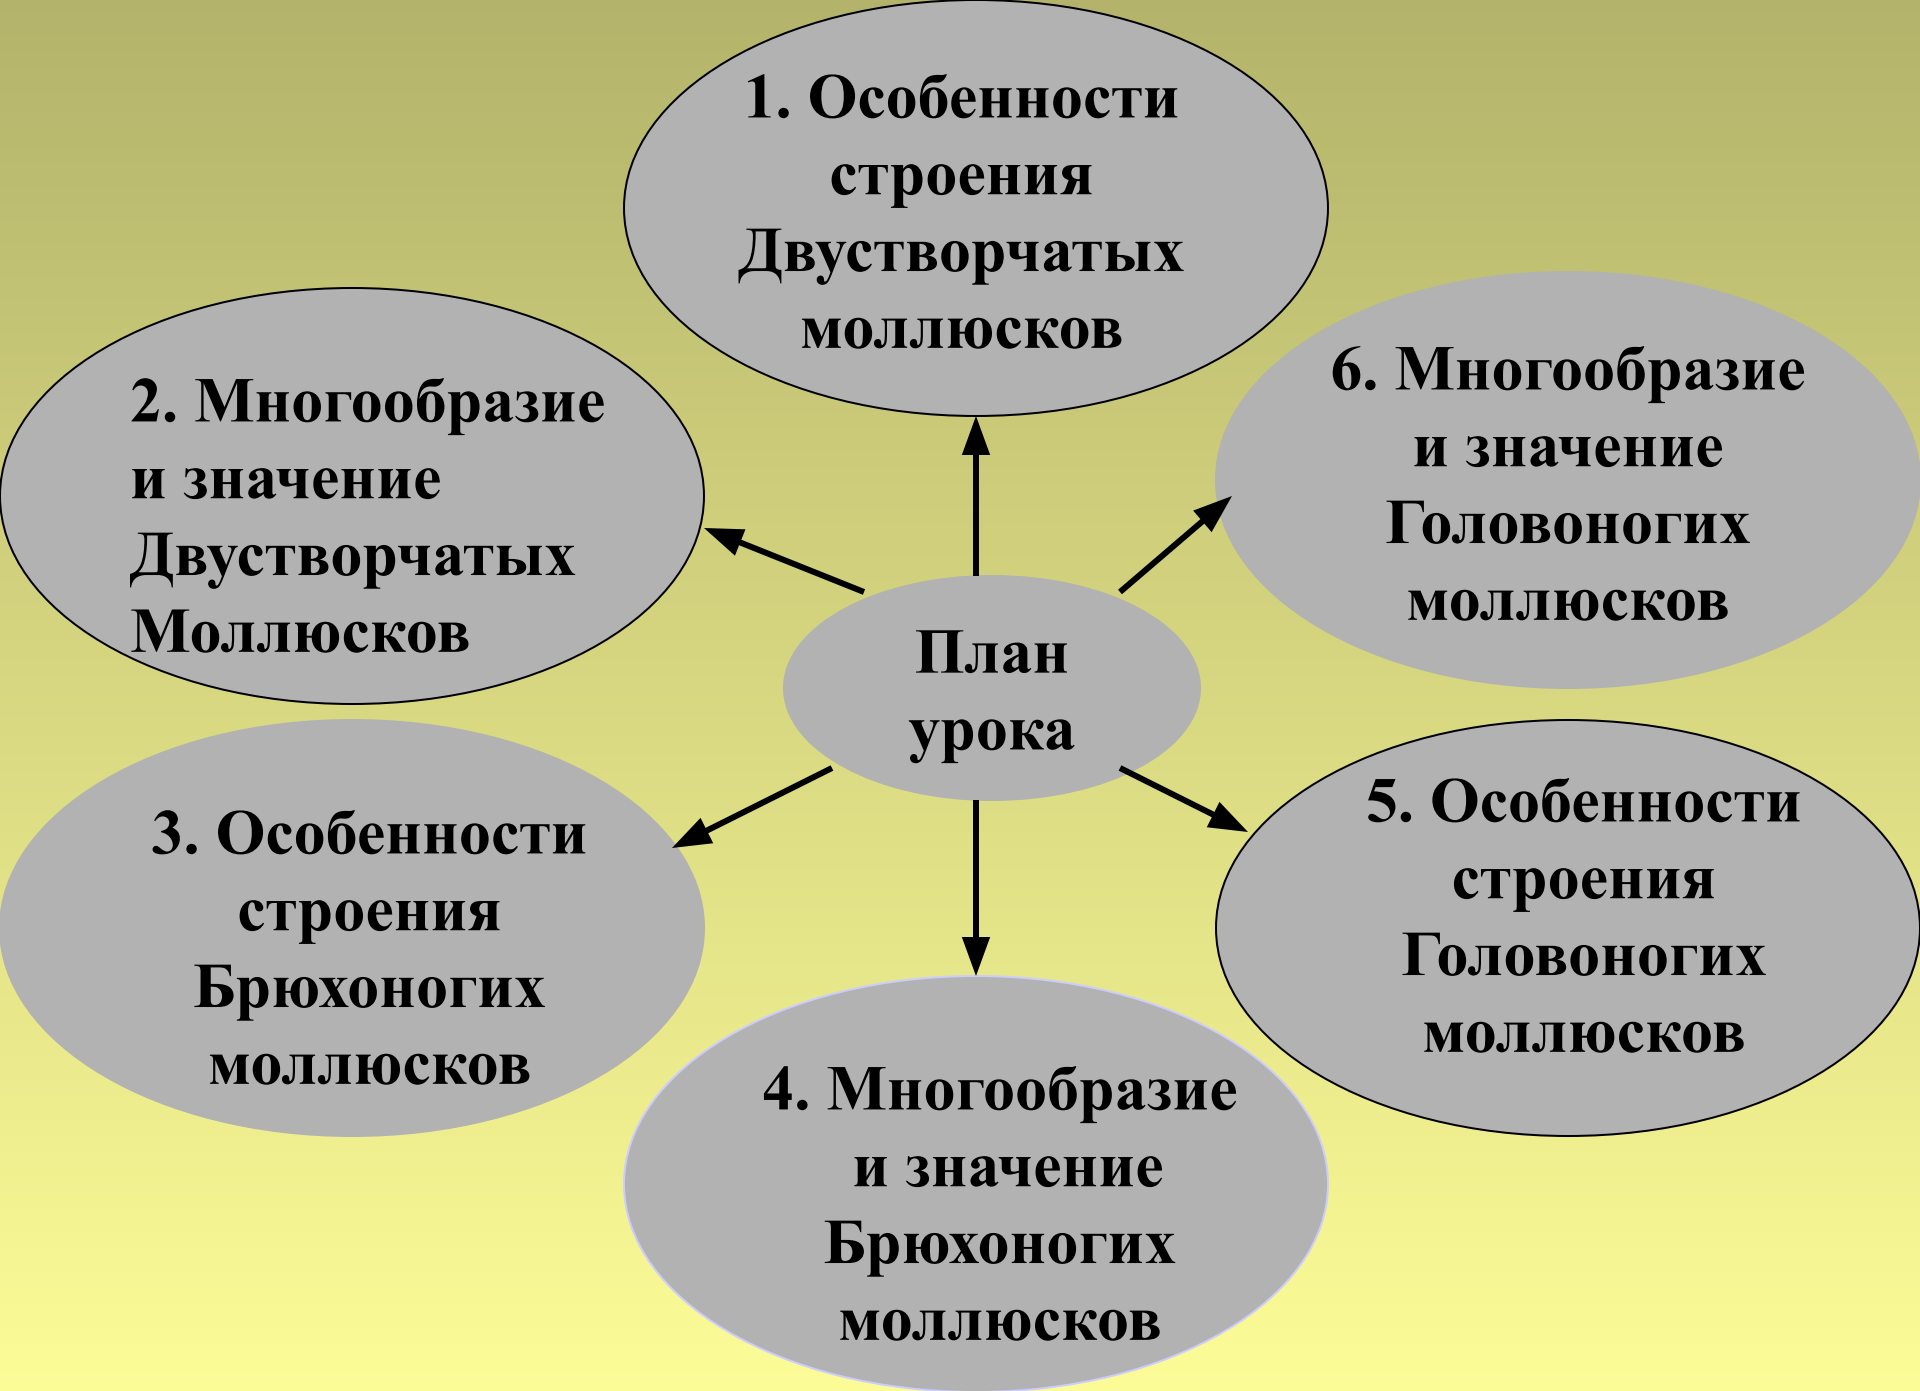 1. Особенности
строения
Двустворчатых
моллюсков
2. Многообразие
и значение
Двустворчатых
Моллюсков
3. Особенности
строения
Брюхоногих
моллюсков
4. Многообразие
и значение
Брюхоногих
моллюсков
5. Особенности
строения
Головоногих
моллюсков
6. Многообразие
и значение
Головоногих
моллюсков
План
урока